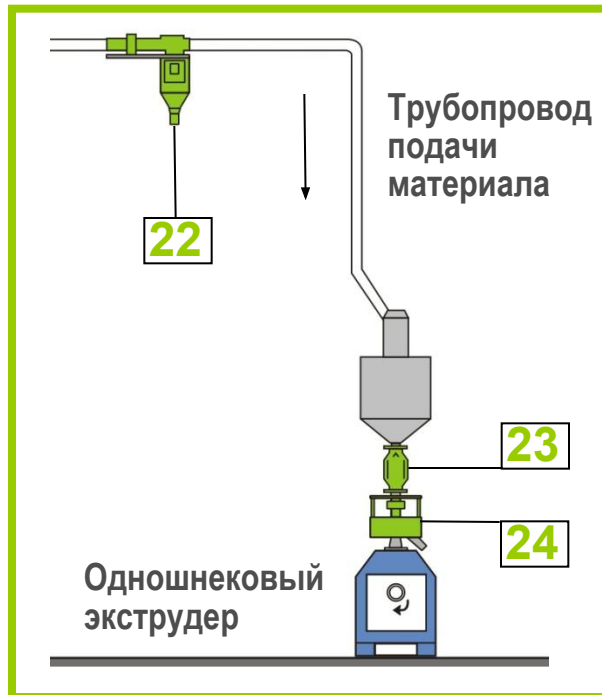 Трубопровод
подачи
материала
22
23
24
Одношнековый
экструдер